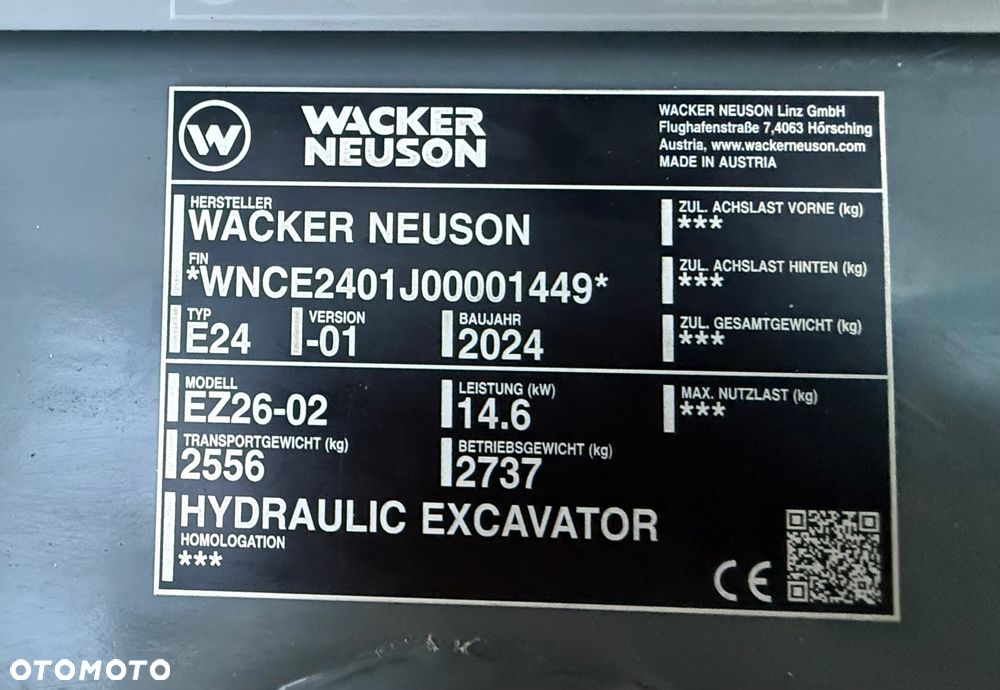 W
WACKER
NEUSON
WACKER NEUSON Linz GmbH
Flughafenstraße 7,4063 Hörsching
Austria, www.wackerneuson.com
MADE IN AUSTRIA
HERSTELLER
WACKER NEUSON
FIN
*WNCE2401J00001449*
TYP
E24
VERSION
-01
BAUJAHR
2024
ZUL. ACHSLAST VORNE (kg)
***
ZUL. ACHSLAST HINTEN (kg)
***
ZUL. GESAMTGEWICHT (kg)
***
MODELL
EZ26-02
LEISTUNG (kW)
14.6
MAX. NUTZLAST (kg)
***
TRANSPORTGEWICHT (kg)
2556
BETRIEBSGEWICHT (kg)
2737
HYDRAULIC EXCAVATOR
HOMOLOGATION
***
CE
OTOMOTO